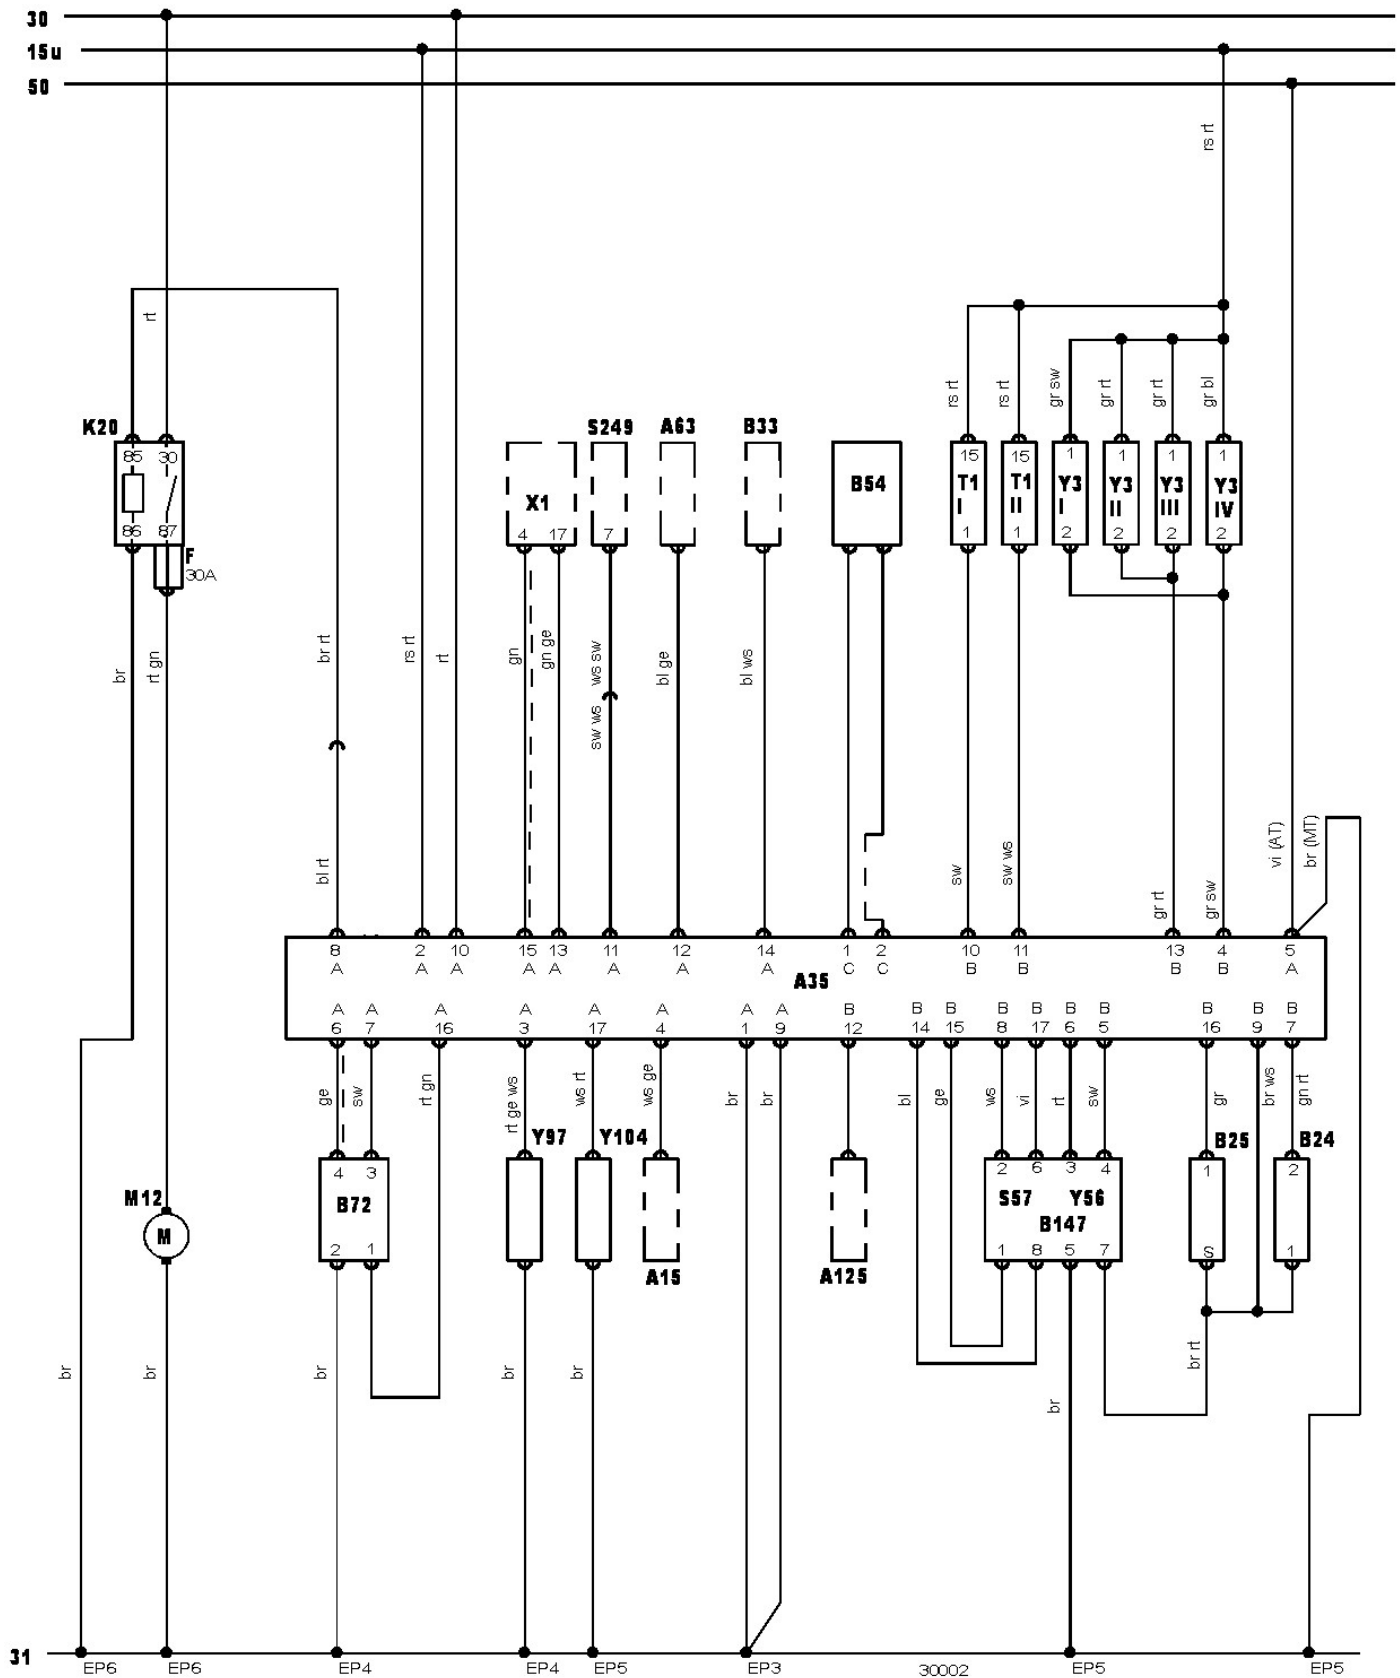 30
15u
50
rs rt
rt
rs rt
rs rt
gr sw
gr rt
gr rt
gr bl
K20
S249
A63
B33
85 30
X1
B54
15 15 1 1 1 1
T1 I
T1 II
Y3 I
Y3 II
Y3 III
Y3 IV
86 87
4 17
7
1 1 2 2 2 2
F
30A
br
rt gn
br rt
rs rt
rt
gn
gn ge
ws sw
sw ws
bl ge
bl ws
bl rt
sw
sw ws
gr rt
gr sw
vi (AT)
br (MT)
8 2 10 15 13 11 12 14 1 2 10 11 13 4 5
A A A A A A A A C C B B B B A
A35
A A A A A A A A B B B B B B B B B B
6 7 16 3 17 4 1 9 12 14 15 8 17 6 5 16 9 7
ge
sw
rt gn
rt ge ws
ws rt
ws ge
br
br
bl
ge
ws
vi
rt
sw
gr
br ws
gn rt
Y97
Y104
B25
B24
4 3
2 6 3 4
1
2
M12
B72
S57
Y56
B147
M
2 1
1 8 5 7
S
1
A15
A125
br
br
br
br
br
br
br rt
31
EP6
EP6
EP4
EP4
EP5
EP3
30002
EP5
EP5